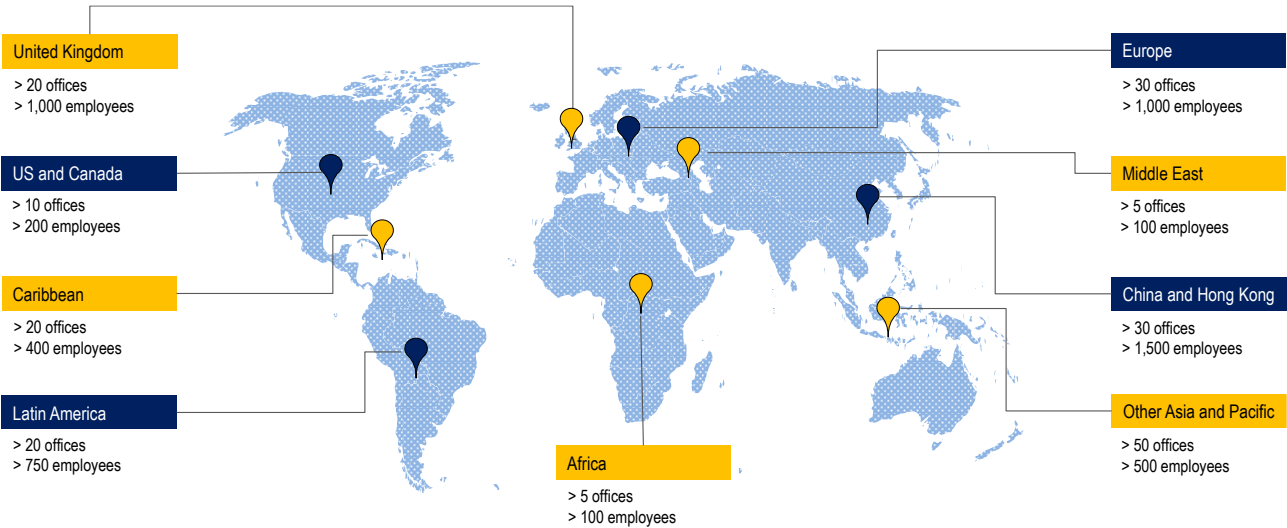 United Kingdom
> 20 offices
> 1,000 employees
US and Canada
> 10 offices
> 200 employees
Caribbean
> 20 offices
> 400 employees
Latin America
> 20 offices
> 750 employees
Africa
> 5 offices
> 100 employees
Europe
> 30 offices
> 1,000 employees
Middle East
> 5 offices
> 100 employees
China and Hong Kong
> 30 offices
> 1,500 employees
Other Asia and Pacific
> 50 offices
> 500 employees